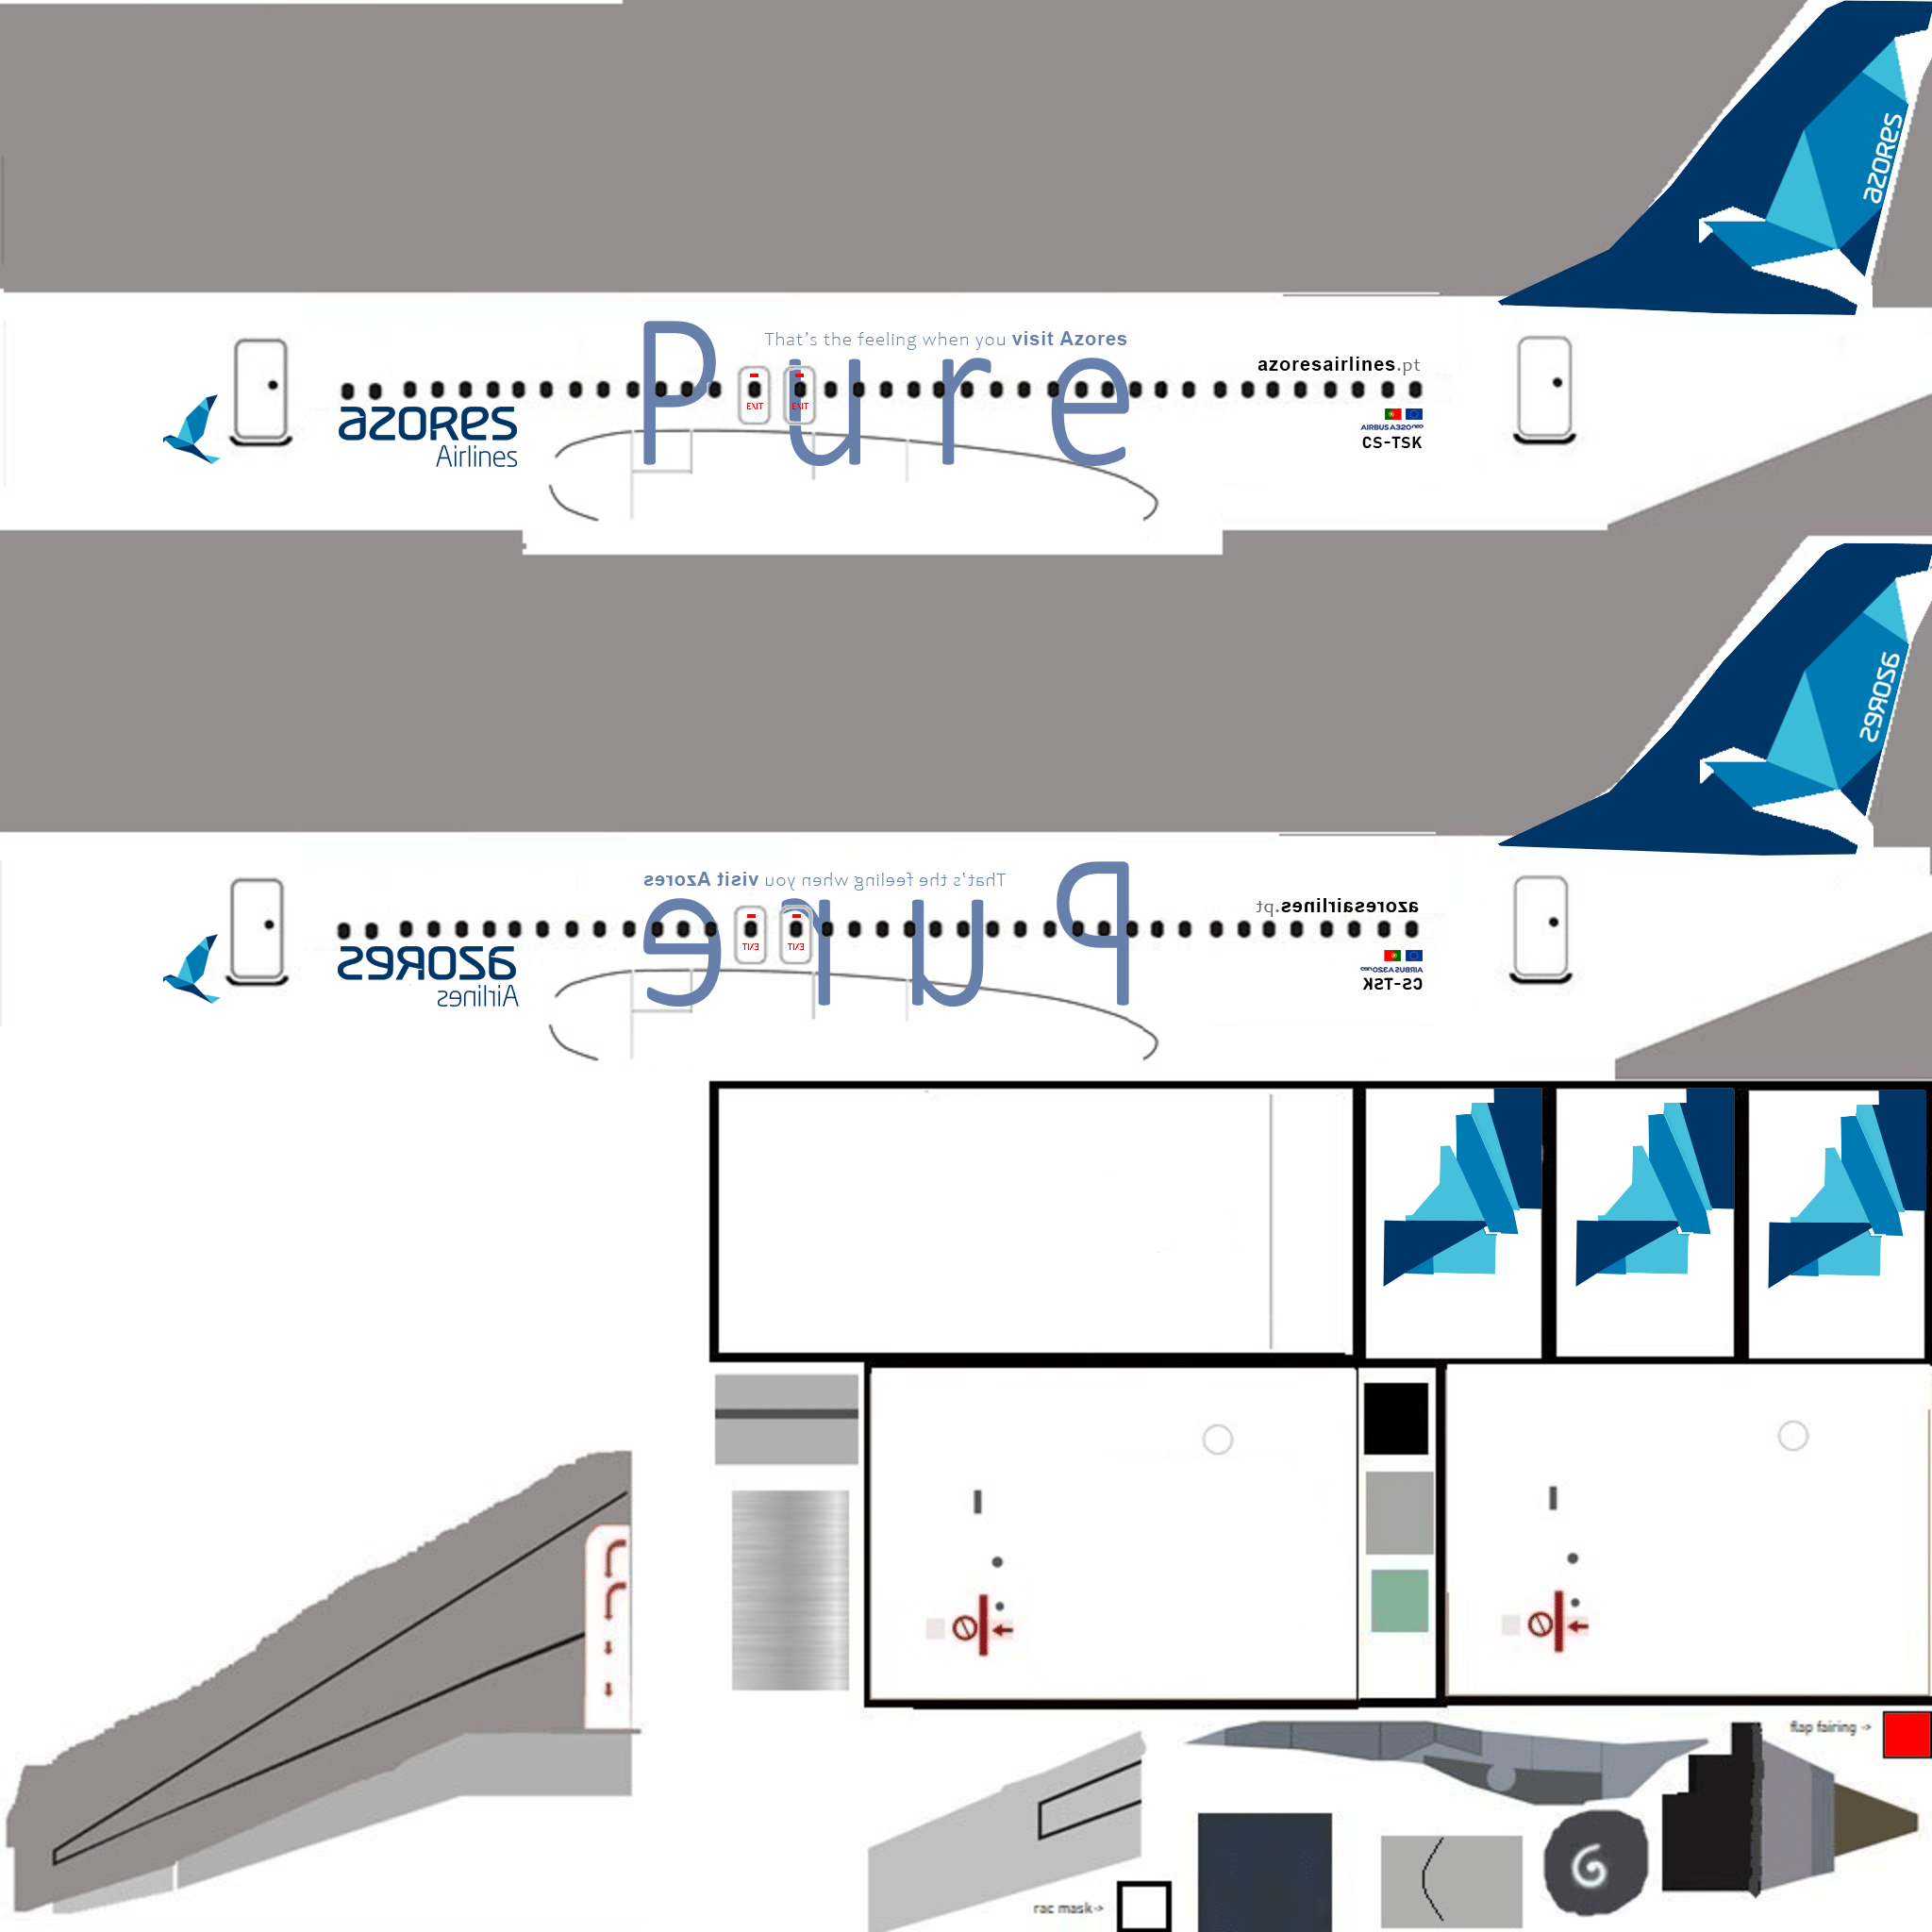 azores
That's the feeling when you visit Azores
Pure
azoresairlines.pt
EXIT EXIT
azores
Airlines
AIRBUS A320neo
CS-TSK
azores
That's the feeling when you visit Azores
Pure
azoresairlines.pt
EXIT EXIT
azores
Airlines
AIRBUS A320neo
CS-TSK
flap fairing ->
rac mask->